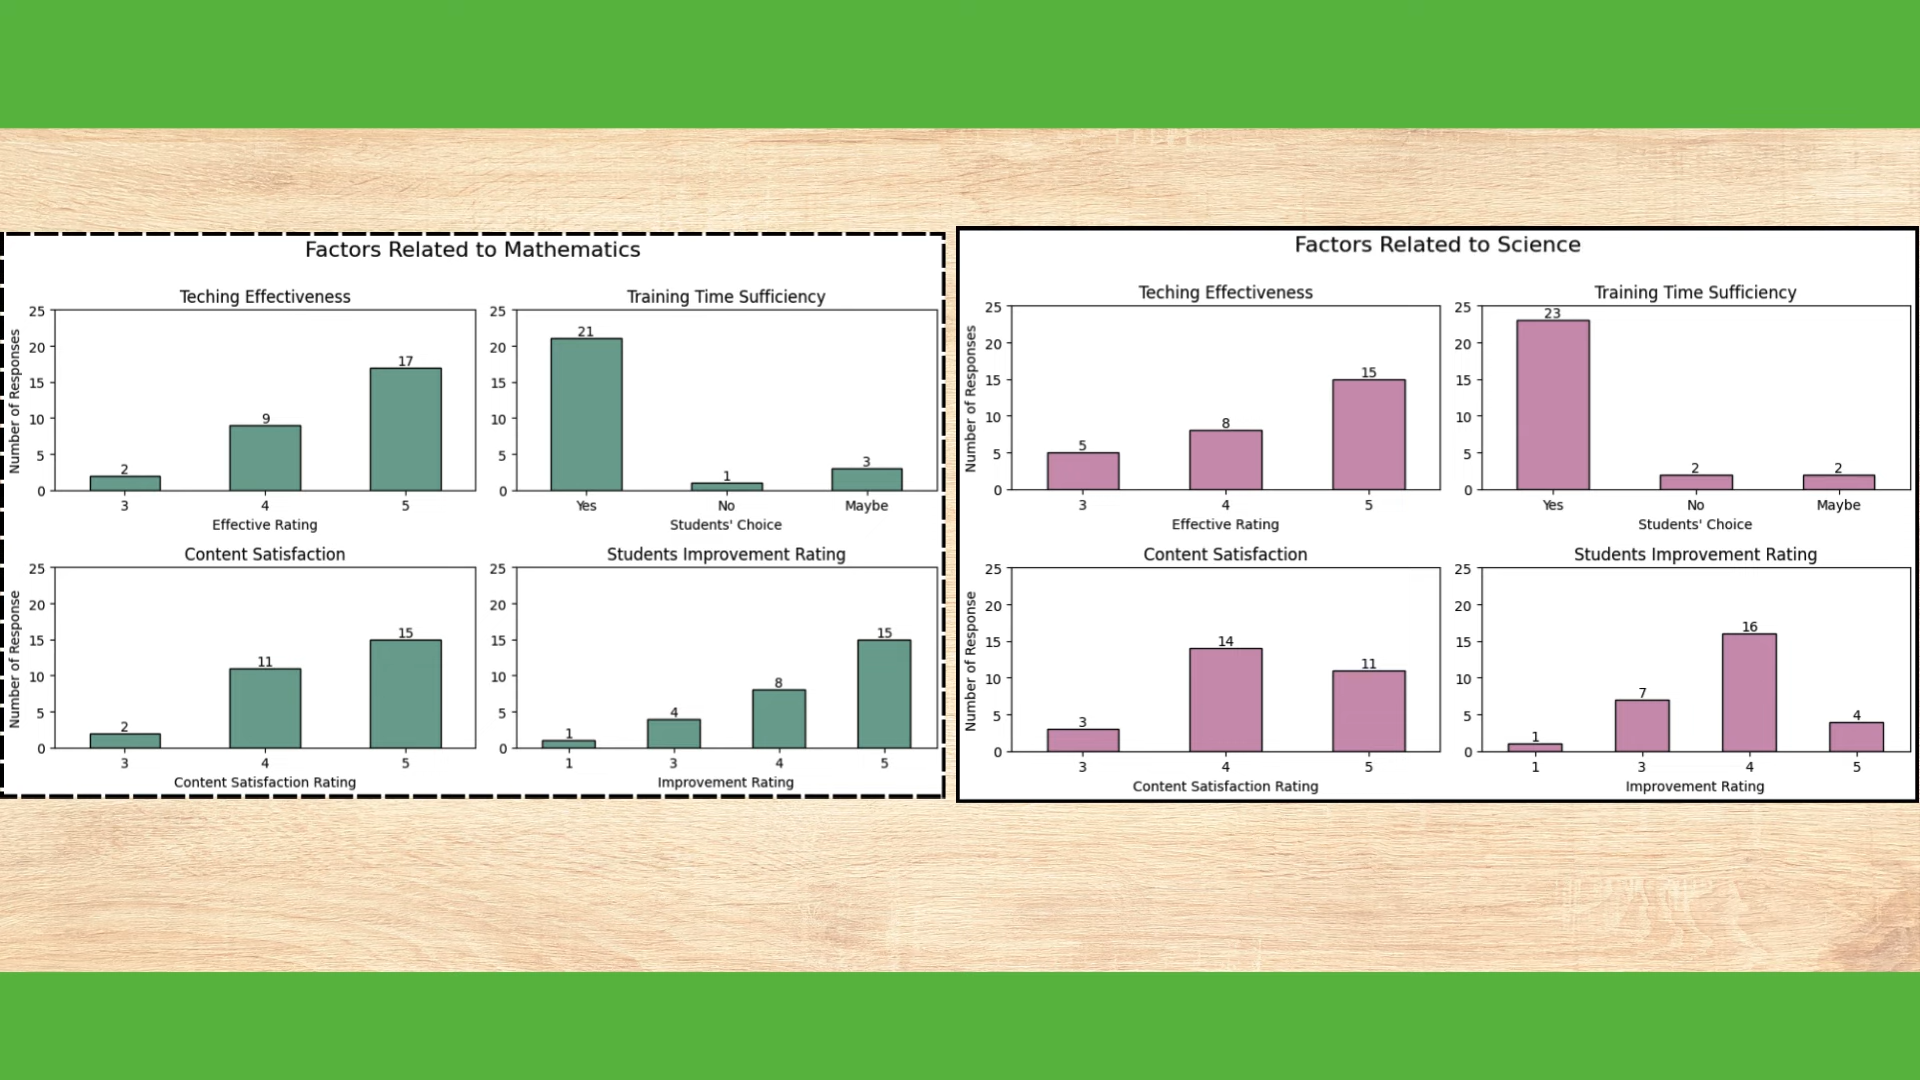 Factors Related to Mathematics
Teching Effectiveness
25
20
15
10
5
0
Number of Responses
2
9
17
3 4 5
Effective Rating
Training Time Sufficiency
25
20
15
10
5
0
21
1
3
Yes No Maybe
Students' Choice
Content Satisfaction
25
20
15
10
5
0
Number of Response
2
11
15
3 4 5
Content Satisfaction Rating
Students Improvement Rating
25
20
15
10
5
0
1
4
8
15
1 3 4 5
Improvement Rating
Factors Related to Science
Teching Effectiveness
25
20
15
10
5
0
Number of Responses
5
8
15
3 4 5
Effective Rating
Training Time Sufficiency
25
20
15
10
5
0
23
2
2
Yes No Maybe
Students' Choice
Content Satisfaction
25
20
15
10
5
0
Number of Response
3
14
11
3 4 5
Content Satisfaction Rating
Students Improvement Rating
25
20
15
10
5
0
1
7
16
4
1 3 4 5
Improvement Rating